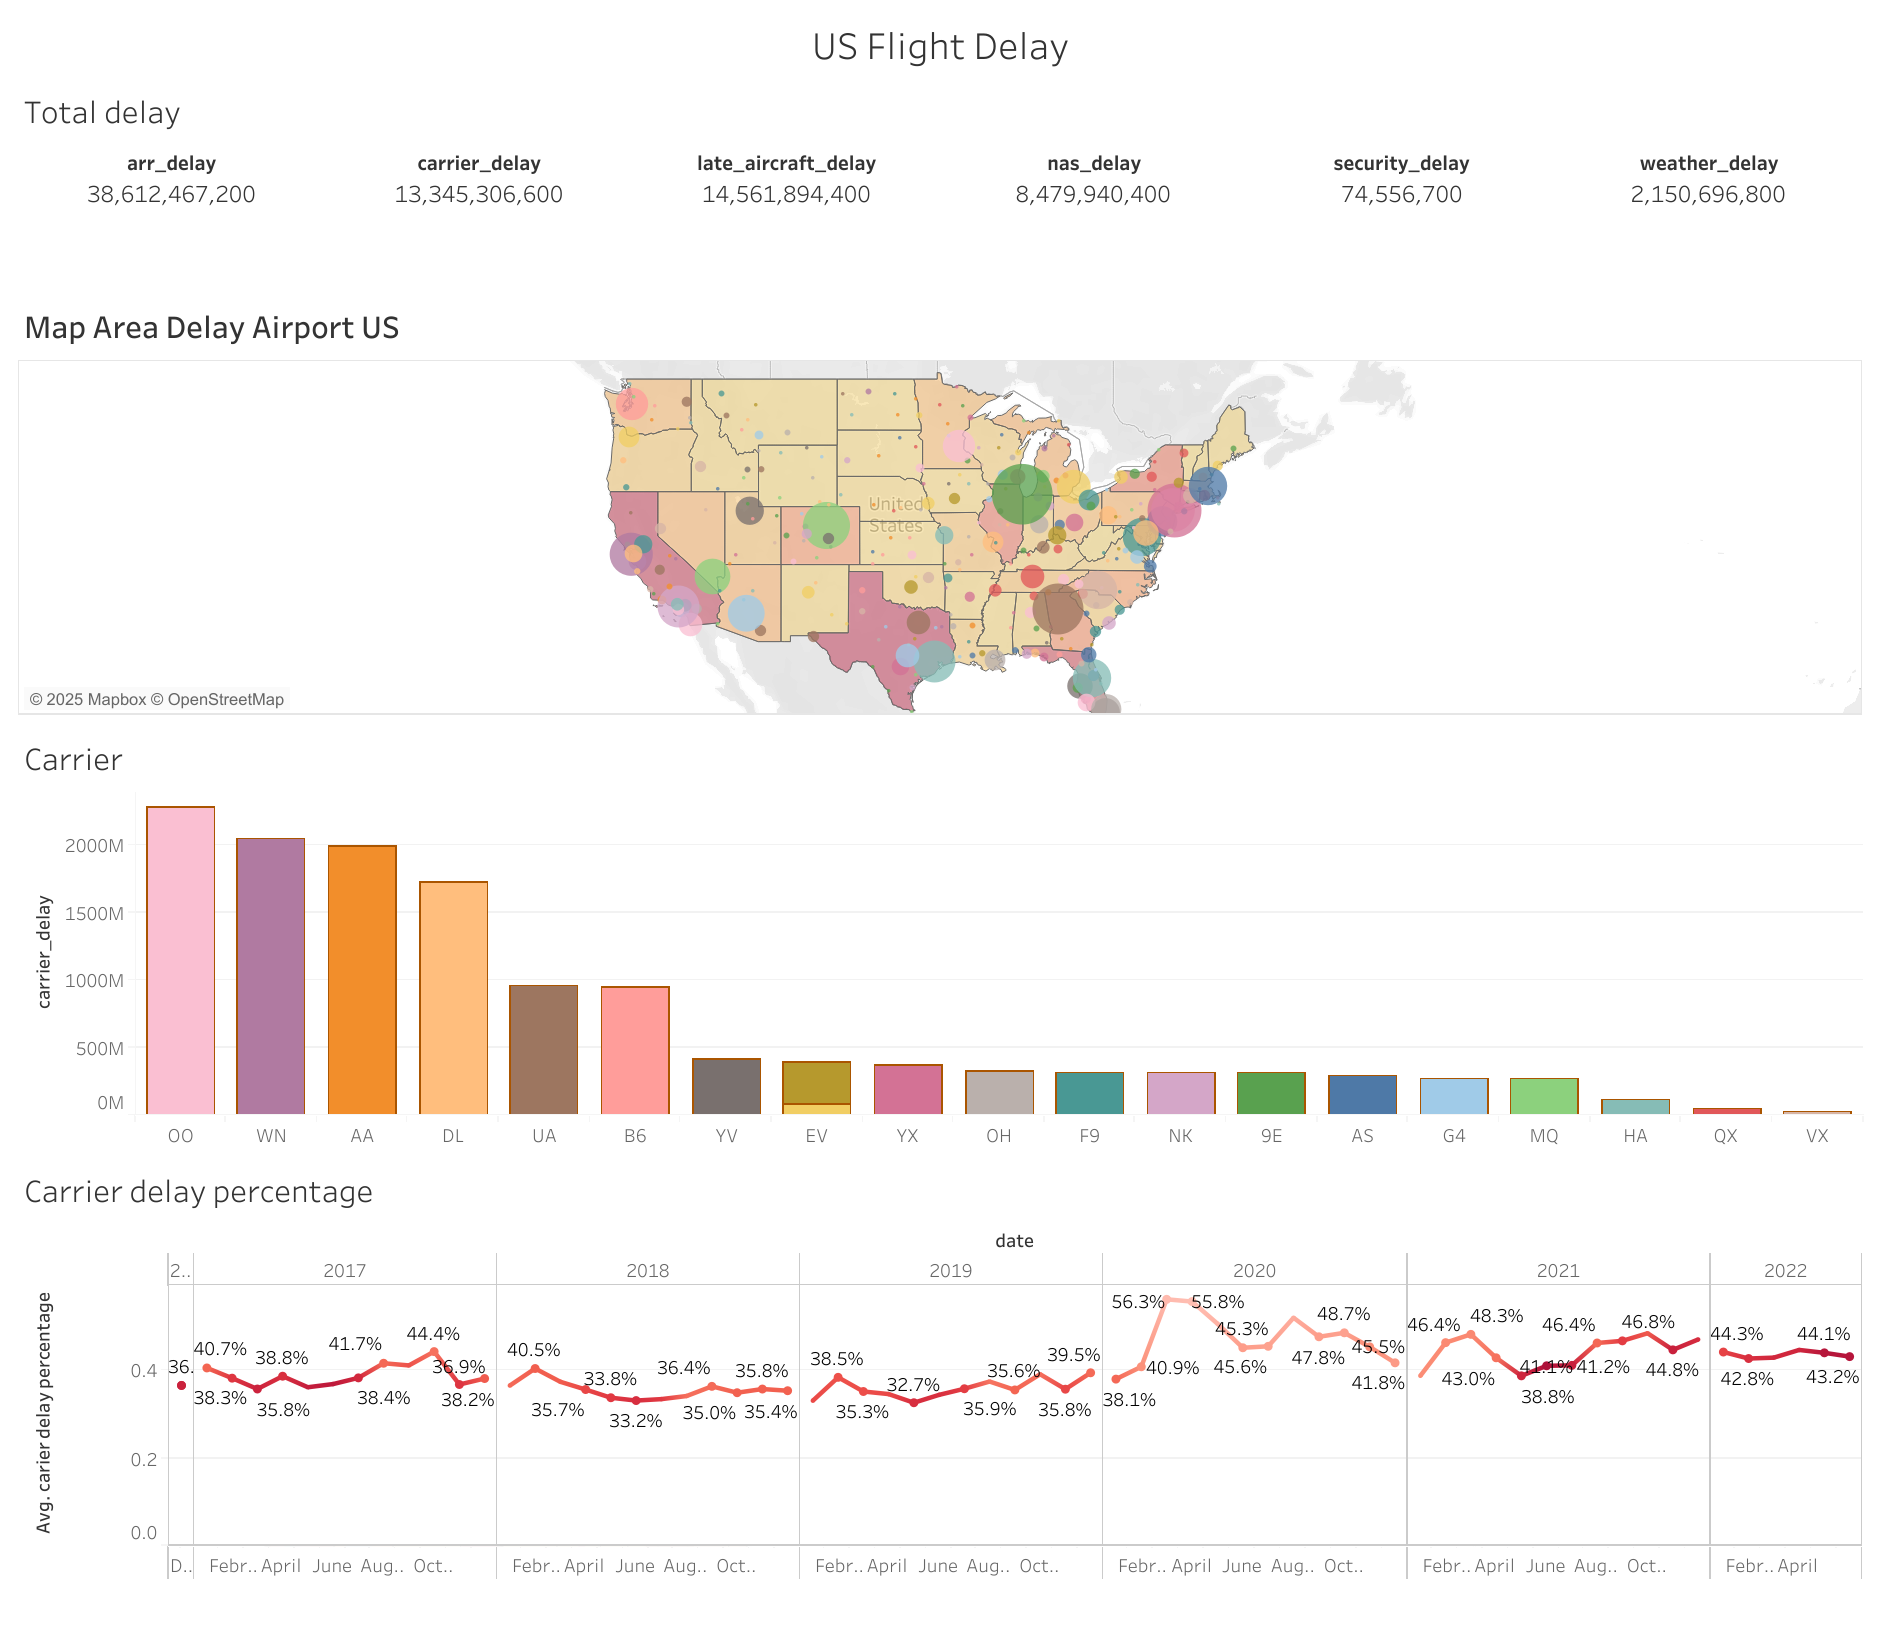 US Flight Delay
Total delay
arr_delay carrier_delay late_aircraft_delay nas_delay security_delay weather_delay
38,612,467,200 13,345,306,600 14,561,894,400 8,479,940,400 74,556,700 2,150,696,800
Map Area Delay Airport US
United
States
© 2025 Mapbox © OpenStreetMap
Carrier
carrier_delay
2000M
1500M
1000M
500M
0M
OO WN AA DL UA B6 YV EV YX OH F9 NK 9E AS G4 MQ HA QX VX
Carrier delay percentage
date
2.. 2017 2018 2019 2020 2021 2022
Avg. carier delay percentage
0.4
0.2
0.0
36.
40.7% 38.3% 35.8% 38.8% 41.7% 38.4% 44.4% 36.9% 38.2%
40.5% 35.7% 33.8% 33.2% 36.4% 35.0% 35.8% 35.4%
38.5% 35.3% 32.7% 35.9% 35.6% 35.8% 39.5%
38.1% 56.3% 40.9% 55.8% 45.3% 45.6% 47.8% 48.7% 45.5% 41.8%
46.4% 43.0% 48.3% 38.8% 41.1% 46.4% 41.2% 46.8% 44.8%
44.3% 42.8% 44.1% 43.2%
D.. Febr.. April June Aug.. Oct.. Febr.. April June Aug.. Oct.. Febr.. April June Aug.. Oct.. Febr.. April June Aug.. Oct.. Febr.. April June Aug.. Oct.. Febr.. April